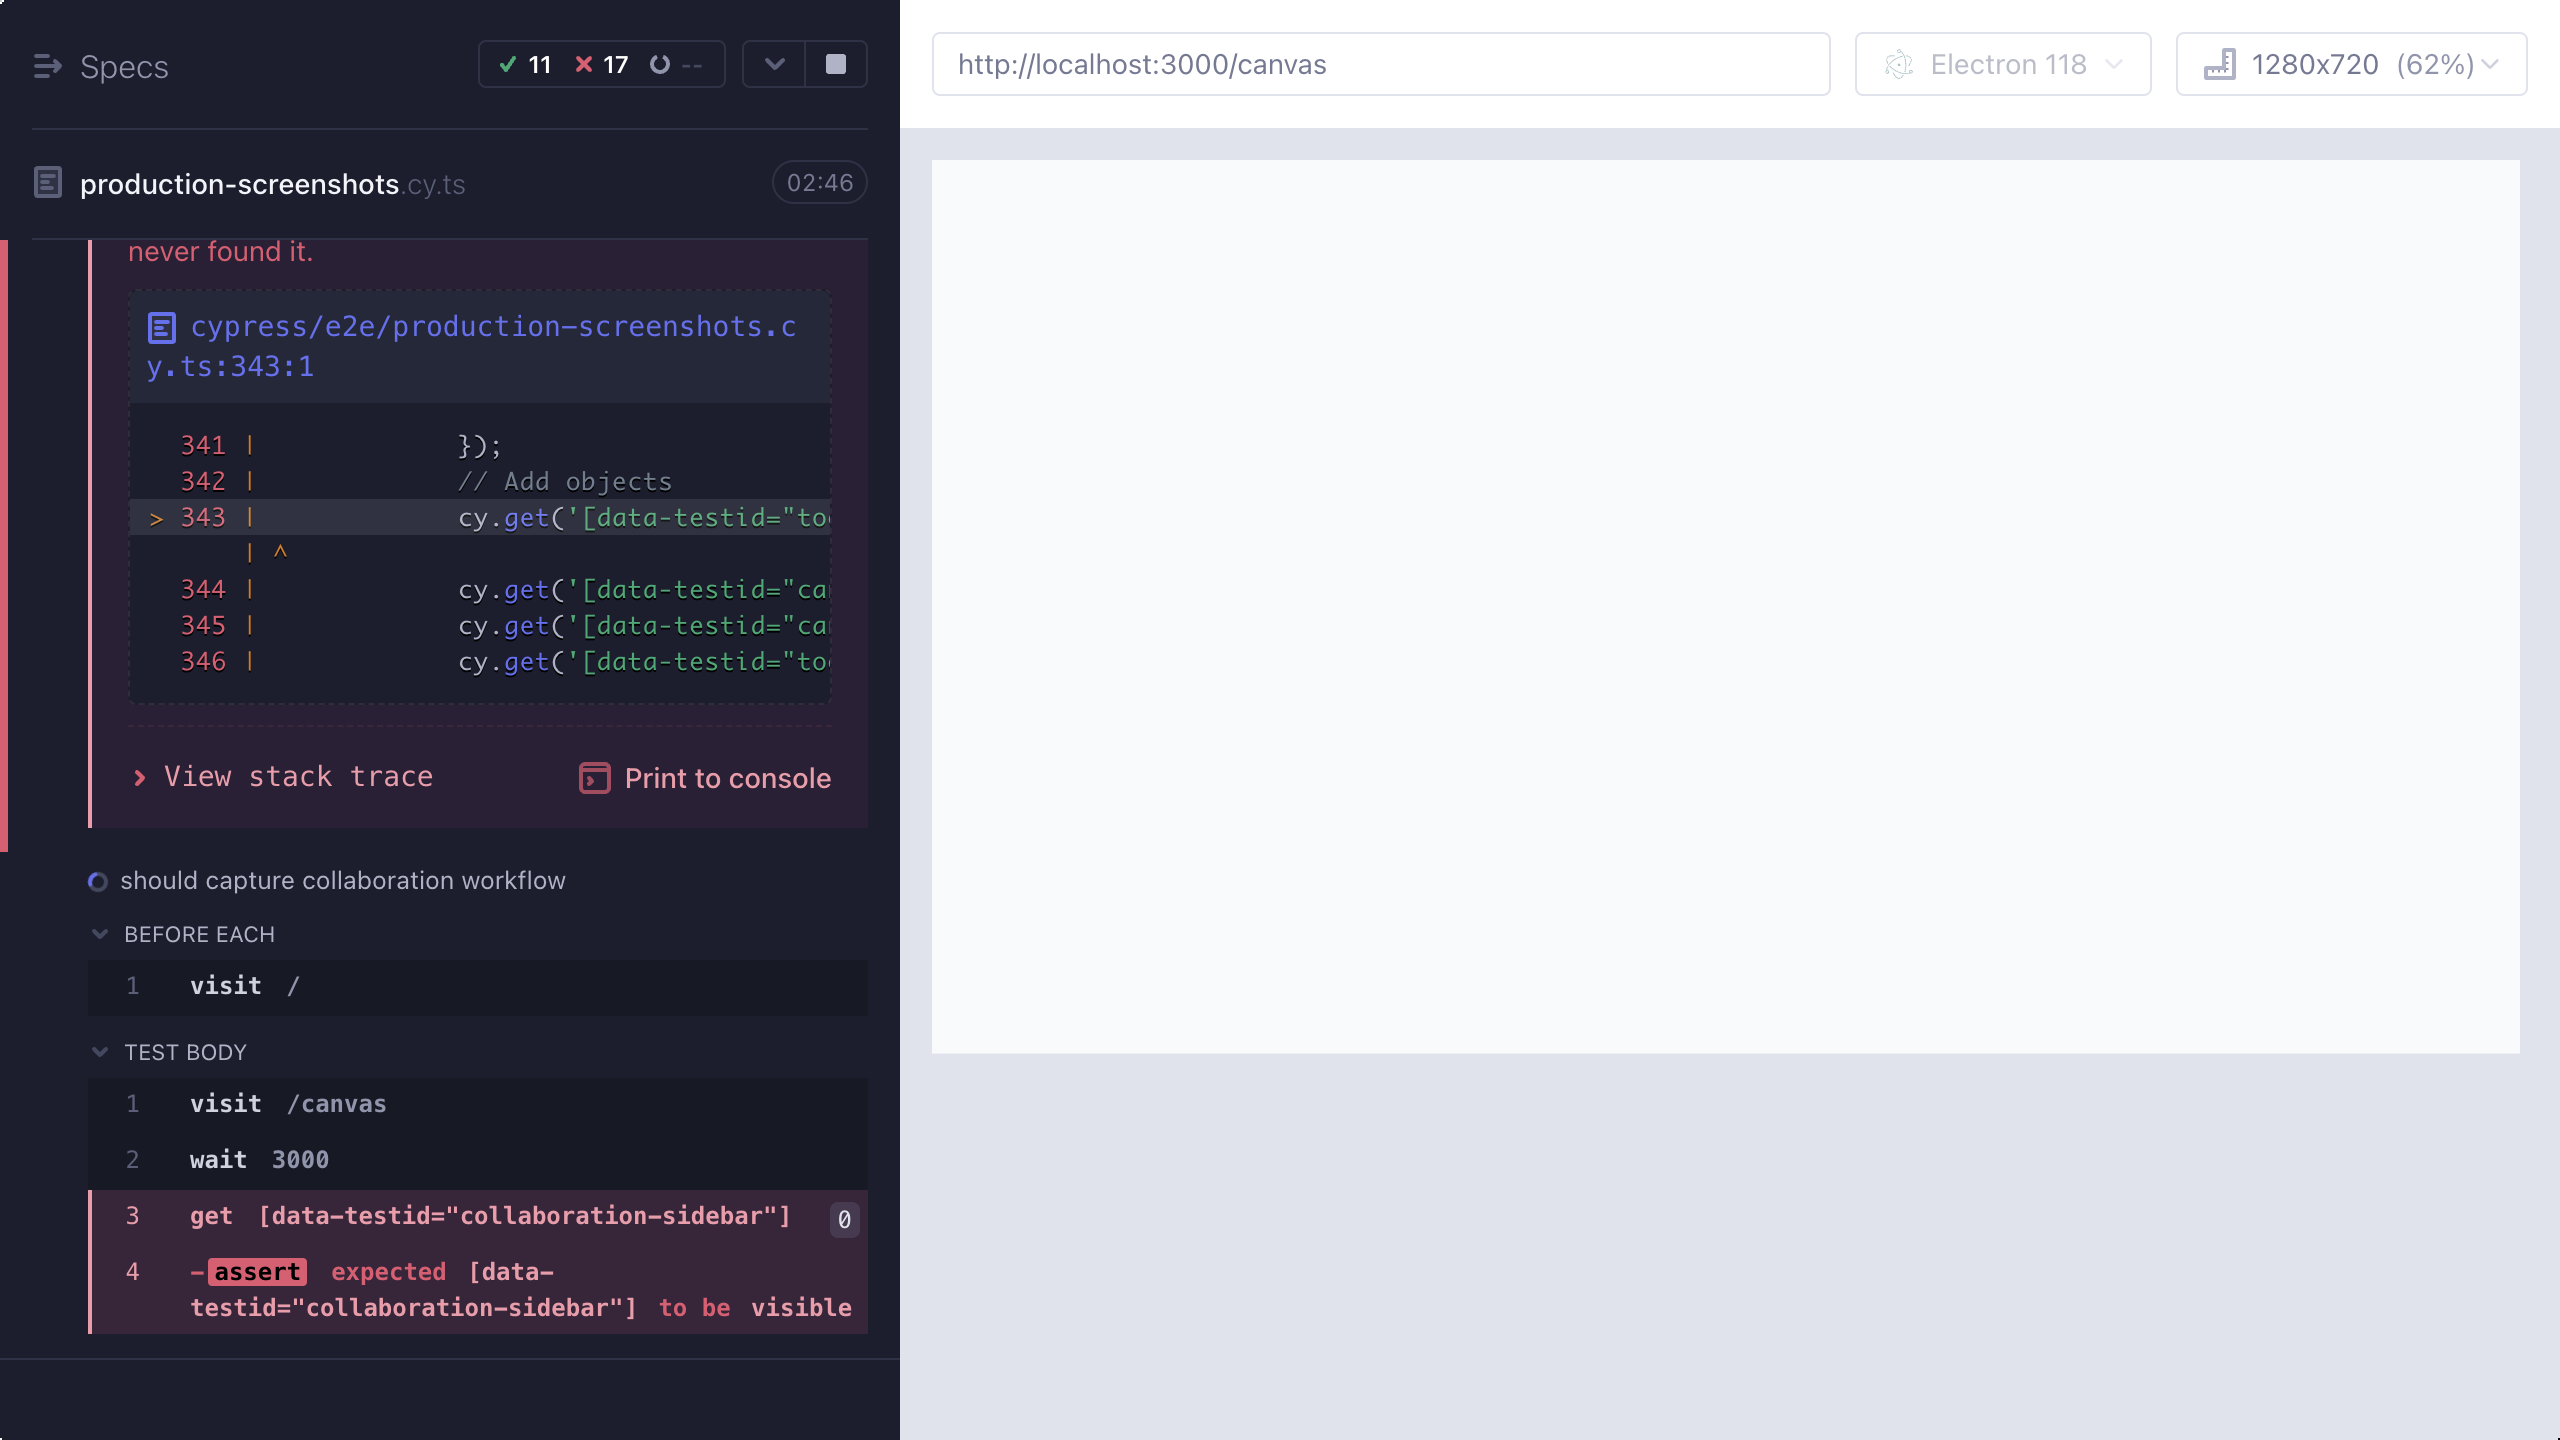 Specs
11 17 --
production-screenshots.cy.ts
02:46
never found it.
cypress/e2e/production-screenshots.c
y.ts:343:1
341 | });
342 | // Add objects
> 343 | cy.get('[data-testid="to
| ^
344 | cy.get('[data-testid="ca
345 | cy.get('[data-testid="ca
346 | cy.get('[data-testid="to
View stack trace
Print to console
should capture collaboration workflow
BEFORE EACH
1 visit /
TEST BODY
1 visit /canvas
2 wait 3000
3 get [data-testid="collaboration-sidebar"] 0
4 -assert expected [data-
testid="collaboration-sidebar"] to be visible
http://localhost:3000/canvas
Electron 118
1280x720 (62%)